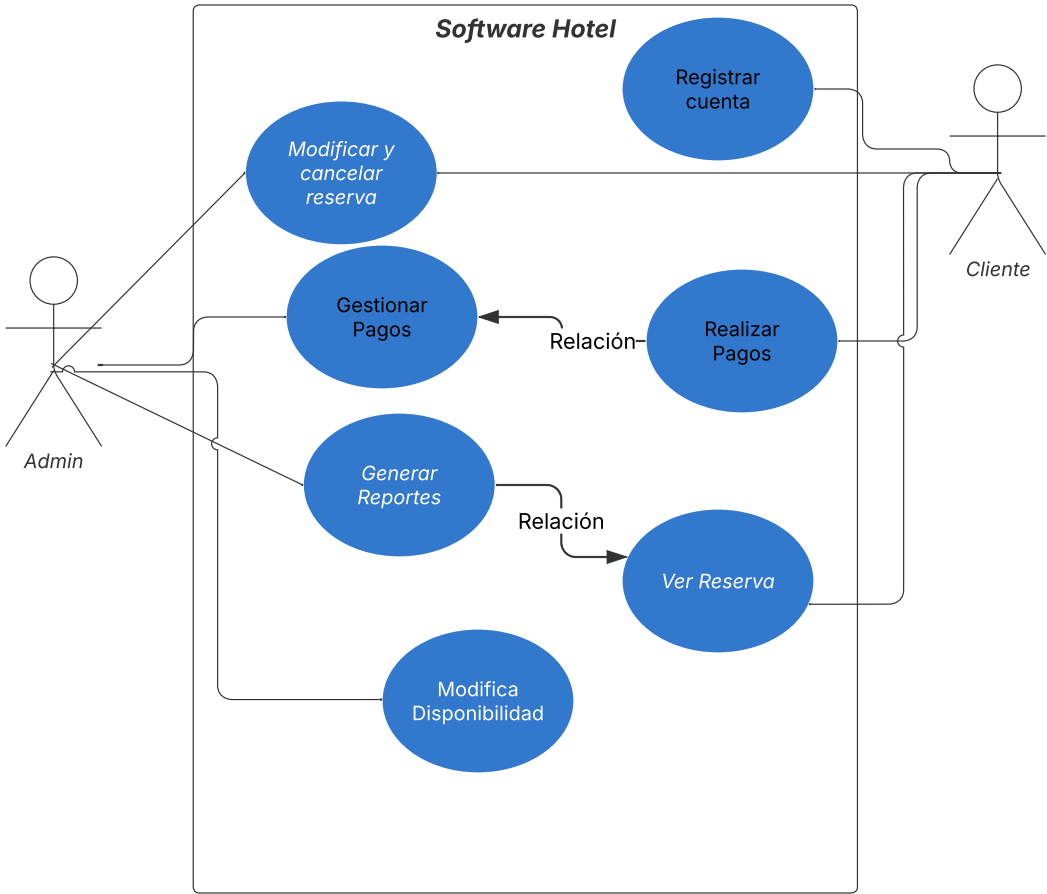 Software Hotel
Registrar
cuenta
Modificar y
cancelar
reserva
Cliente
Gestionar
Pagos
Relación
Realizar
Pagos
Admin
Generar
Reportes
Relación
Ver Reserva
Modifica
Disponibilidad